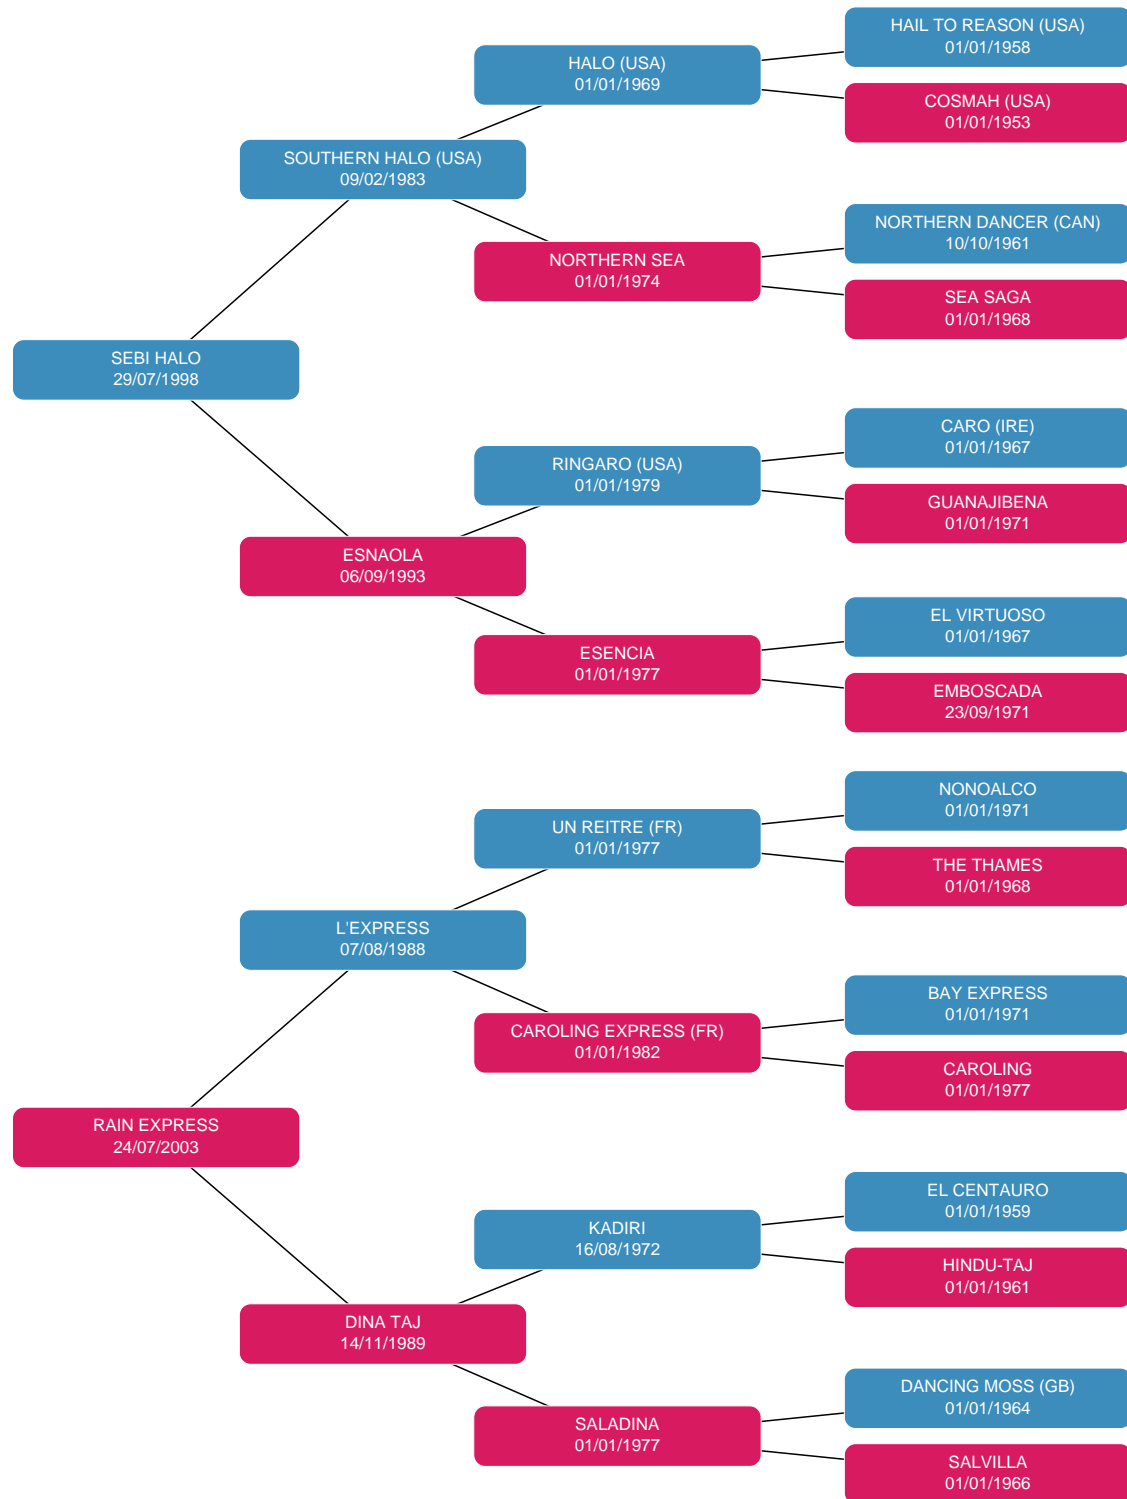 HAIL TO REASON (USA)
01/01/1958
HALO (USA)
01/01/1969
COSMAH (USA)
01/01/1953
SOUTHERN HALO (USA)
09/02/1983
NORTHERN DANCER (CAN)
10/10/1961
NORTHERN SEA
01/01/1974
SEA SAGA
01/01/1968
SEBI HALO
29/07/1998
CARO (IRE)
01/01/1967
RINGARO (USA)
01/01/1979
GUANAJIBENA
01/01/1971
ESNAOLA
06/09/1993
EL VIRTUOSO
01/01/1967
ESENCIA
01/01/1977
EMBOSCADA
23/09/1971
NONOALCO
01/01/1971
UN REITRE (FR)
01/01/1977
THE THAMES
01/01/1968
L'EXPRESS
07/08/1988
BAY EXPRESS
01/01/1971
CAROLING EXPRESS (FR)
01/01/1982
CAROLING
01/01/1977
RAIN EXPRESS
24/07/2003
EL CENTAURO
01/01/1959
KADIRI
16/08/1972
HINDU-TAJ
01/01/1961
DINA TAJ
14/11/1989
DANCING MOSS (GB)
01/01/1964
SALADINA
01/01/1977
SALVILLA
01/01/1966